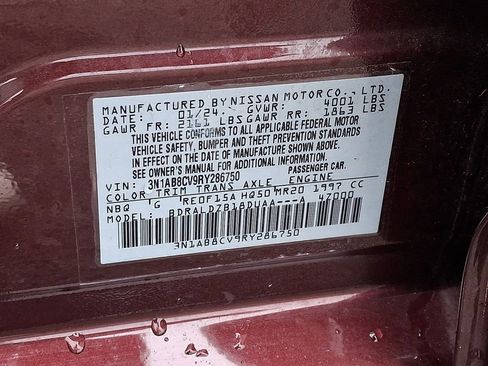 MANUFACTURED BY NISSAN MOTOR CO., LTD.
DATE 01/24 GVWR: 4001 LBS
GAWR FR: 2161 LBS GAWR RR: 1863 LBS
THIS VEHICLE CONFORMS TO ALL APPLICABLE FEDERAL MOTOR
VEHICLE SAFETY, BUMPER AND THEFT PREVENTION STANDARDS
IN EFFECT ON THE DATE OF MANUFACTURE SHOWN ABOVE.
SEE OWNER'S MANUAL FOR ADDITIONAL INFORMATION
VIN: 3N1AB8CV9RY286750 PASSENGER CAR.
COLOR TRIM TRANS AXLE ENGINE
NBQ G RE0F15A HQ50 MR20 1997 CC
MODEL: BDRALDZB18DUAA---A 4Z000
3N1AB8CV9RY286750